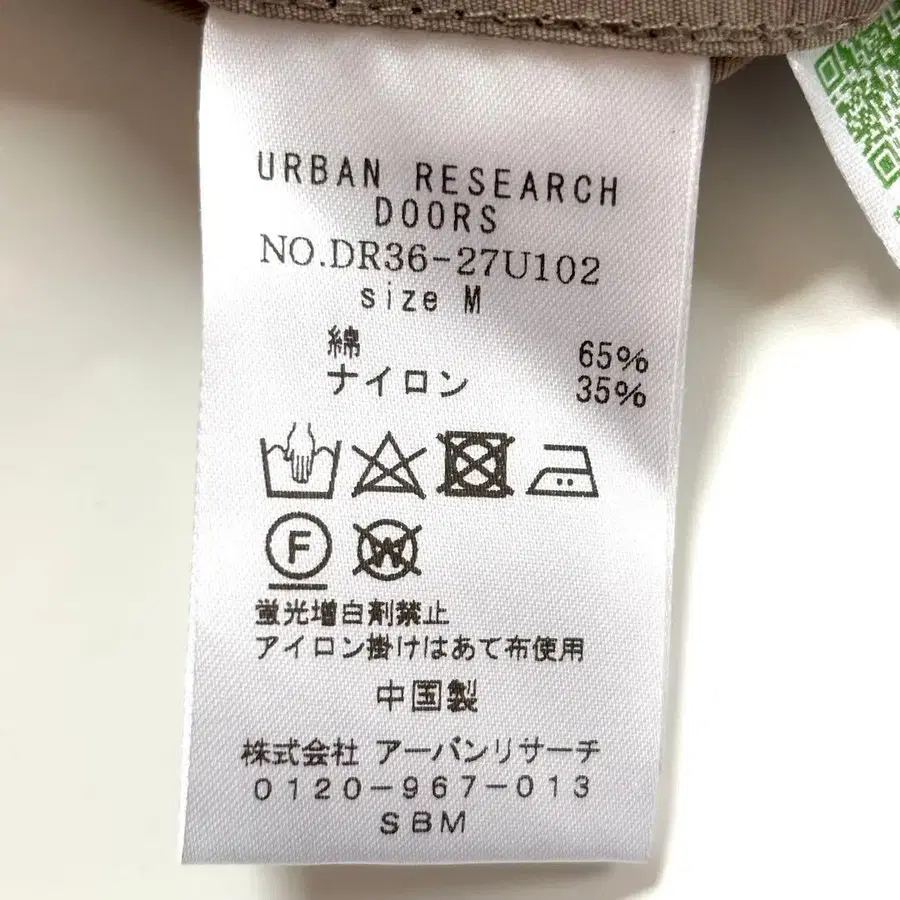 URBAN RESEARCH
DOORS
NO.DR36-27U102
size M
綿 65%
ナイロン 35%
F
W
蛍光増白剤禁止
アイロン掛けはあて布使用
中国製
株式会社 アーバンリサーチ
0120-967-013
SBM